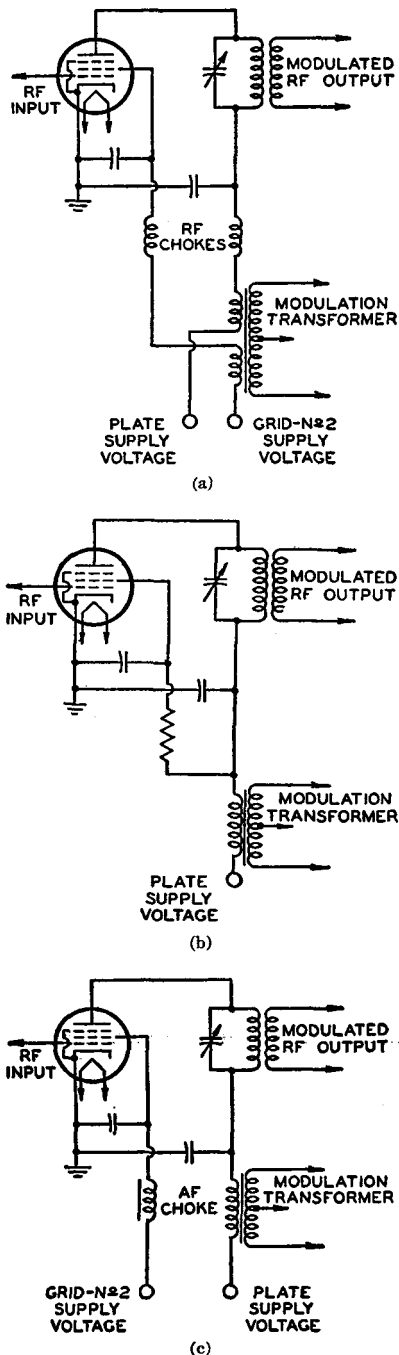 RF
INPUT
MODULATED
RF OUTPUT
RF
CHOKES
MODULATION
TRANSFORMER
PLATE
SUPPLY
VOLTAGE
GRID-Nº2
SUPPLY
VOLTAGE
(a)
RF
INPUT
MODULATED
RF OUTPUT
MODULATION
TRANSFORMER
PLATE
SUPPLY
VOLTAGE
(b)
RF
INPUT
MODULATED
RF OUTPUT
AF
CHOKE
MODULATION
TRANSFORMER
GRID-Nº2
SUPPLY
VOLTAGE
PLATE
SUPPLY
VOLTAGE
(c)